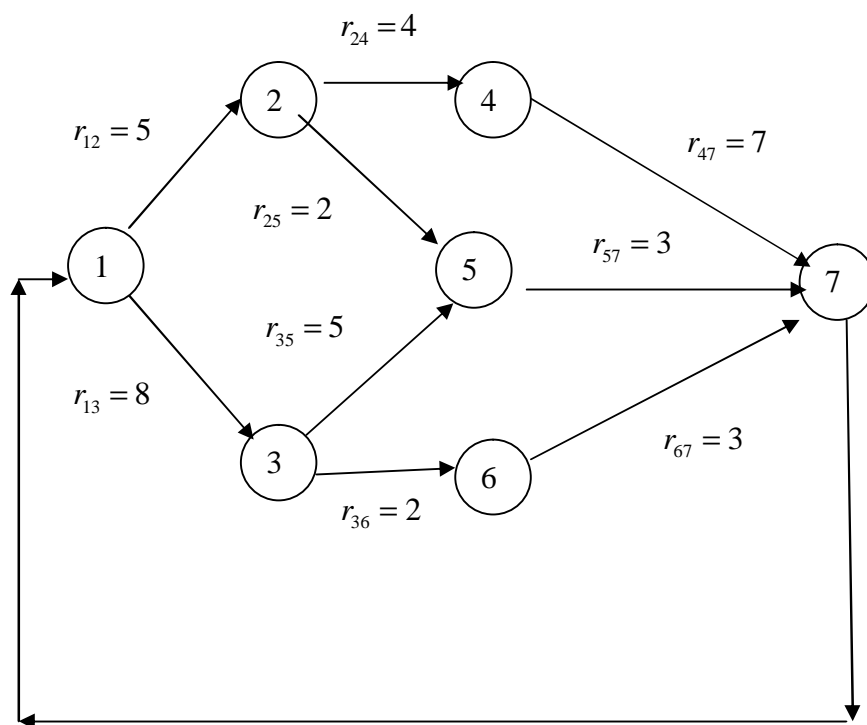 r₂₄ = 4
2
4
r₁₂ = 5
r₄₇ = 7
r₂₅ = 2
r₅₇ = 3
1
5
7
r₃₅ = 5
r₁₃ = 8
r₆₇ = 3
3
6
r₃₆ = 2